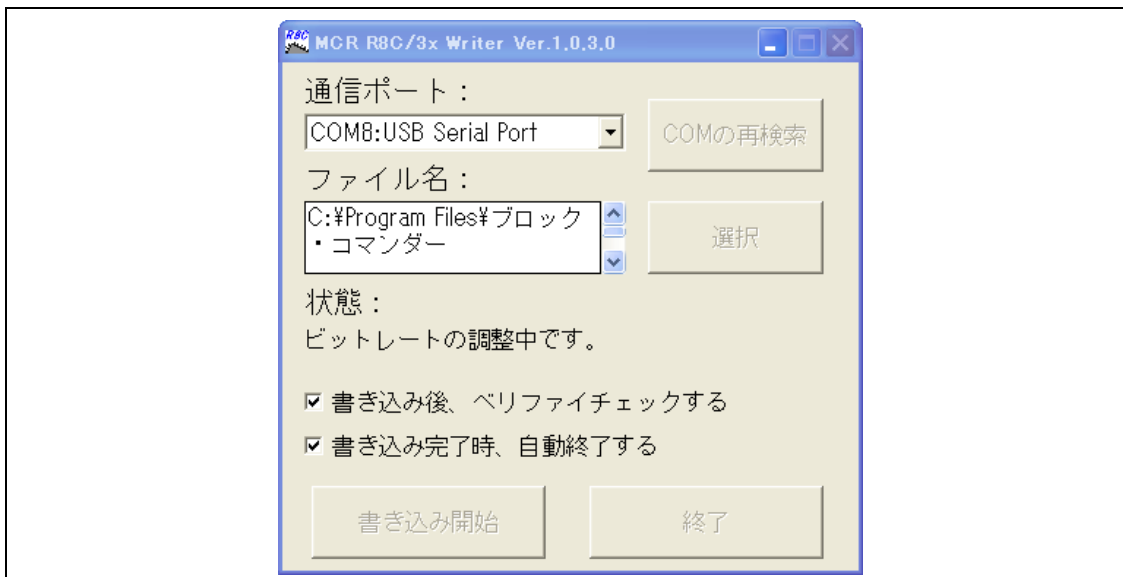 R8C
MCR R8C/3x Writer Ver.1.0.3.0
通信ポート：
COM8:USB Serial Port
COMの再検索
ファイル名：
C:¥Program Files¥ブロック
・コマンダー
選択
状態：
ビットレートの調整中です。
書き込み後、ベリファイチェックする
書き込み完了時、自動終了する
書き込み開始
終了